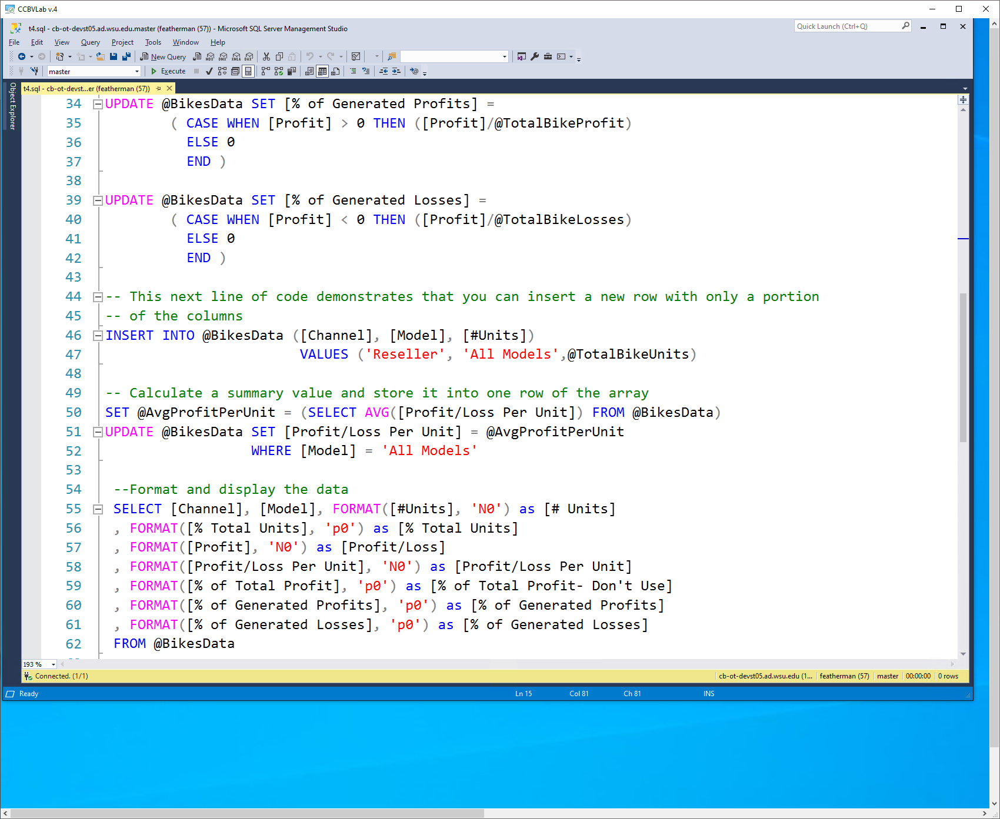 CCBVLab v.4
t4.sql - cb-ot-devst05.ad.wsu.edu.master (featherman (57)) - Microsoft SQL Server Management Studio
Quick Launch (Ctrl+Q)
File Edit View Query Project Tools Window Help
New Query MDX DMX XMLA DAX
master Execute
Object Explorer
t4.sql - cb-ot-devst...er (featherman (57))
34 UPDATE @BikesData SET [% of Generated Profits] =
35 ( CASE WHEN [Profit] > 0 THEN ([Profit]/@TotalBikeProfit)
36 ELSE 0
37 END )
38
39 UPDATE @BikesData SET [% of Generated Losses] =
40 ( CASE WHEN [Profit] < 0 THEN ([Profit]/@TotalBikeLosses)
41 ELSE 0
42 END )
43
44 -- This next line of code demonstrates that you can insert a new row with only a portion
45 -- of the columns
46 INSERT INTO @BikesData ([Channel], [Model], [#Units])
47 VALUES ('Reseller', 'All Models',@TotalBikeUnits)
48
49 -- Calculate a summary value and store it into one row of the array
50 SET @AvgProfitPerUnit = (SELECT AVG([Profit/Loss Per Unit]) FROM @BikesData)
51 UPDATE @BikesData SET [Profit/Loss Per Unit] = @AvgProfitPerUnit
52 WHERE [Model] = 'All Models'
53
54 --Format and display the data
55 SELECT [Channel], [Model], FORMAT([#Units], 'N0') as [# Units]
56 , FORMAT([% Total Units], 'p0') as [% Total Units]
57 , FORMAT([Profit], 'N0') as [Profit/Loss]
58 , FORMAT([Profit/Loss Per Unit], 'N0') as [Profit/Loss Per Unit]
59 , FORMAT([% of Total Profit], 'p0') as [% of Total Profit- Don't Use]
60 , FORMAT([% of Generated Profits], 'p0') as [% of Generated Profits]
61 , FORMAT([% of Generated Losses], 'p0') as [% of Generated Losses]
62 FROM @BikesData
193 %
Connected. (1/1) cb-ot-devst05.ad.wsu.edu (1... featherman (57) master 00:00:00 0 rows
Ready Ln 15 Col 81 Ch 81 INS